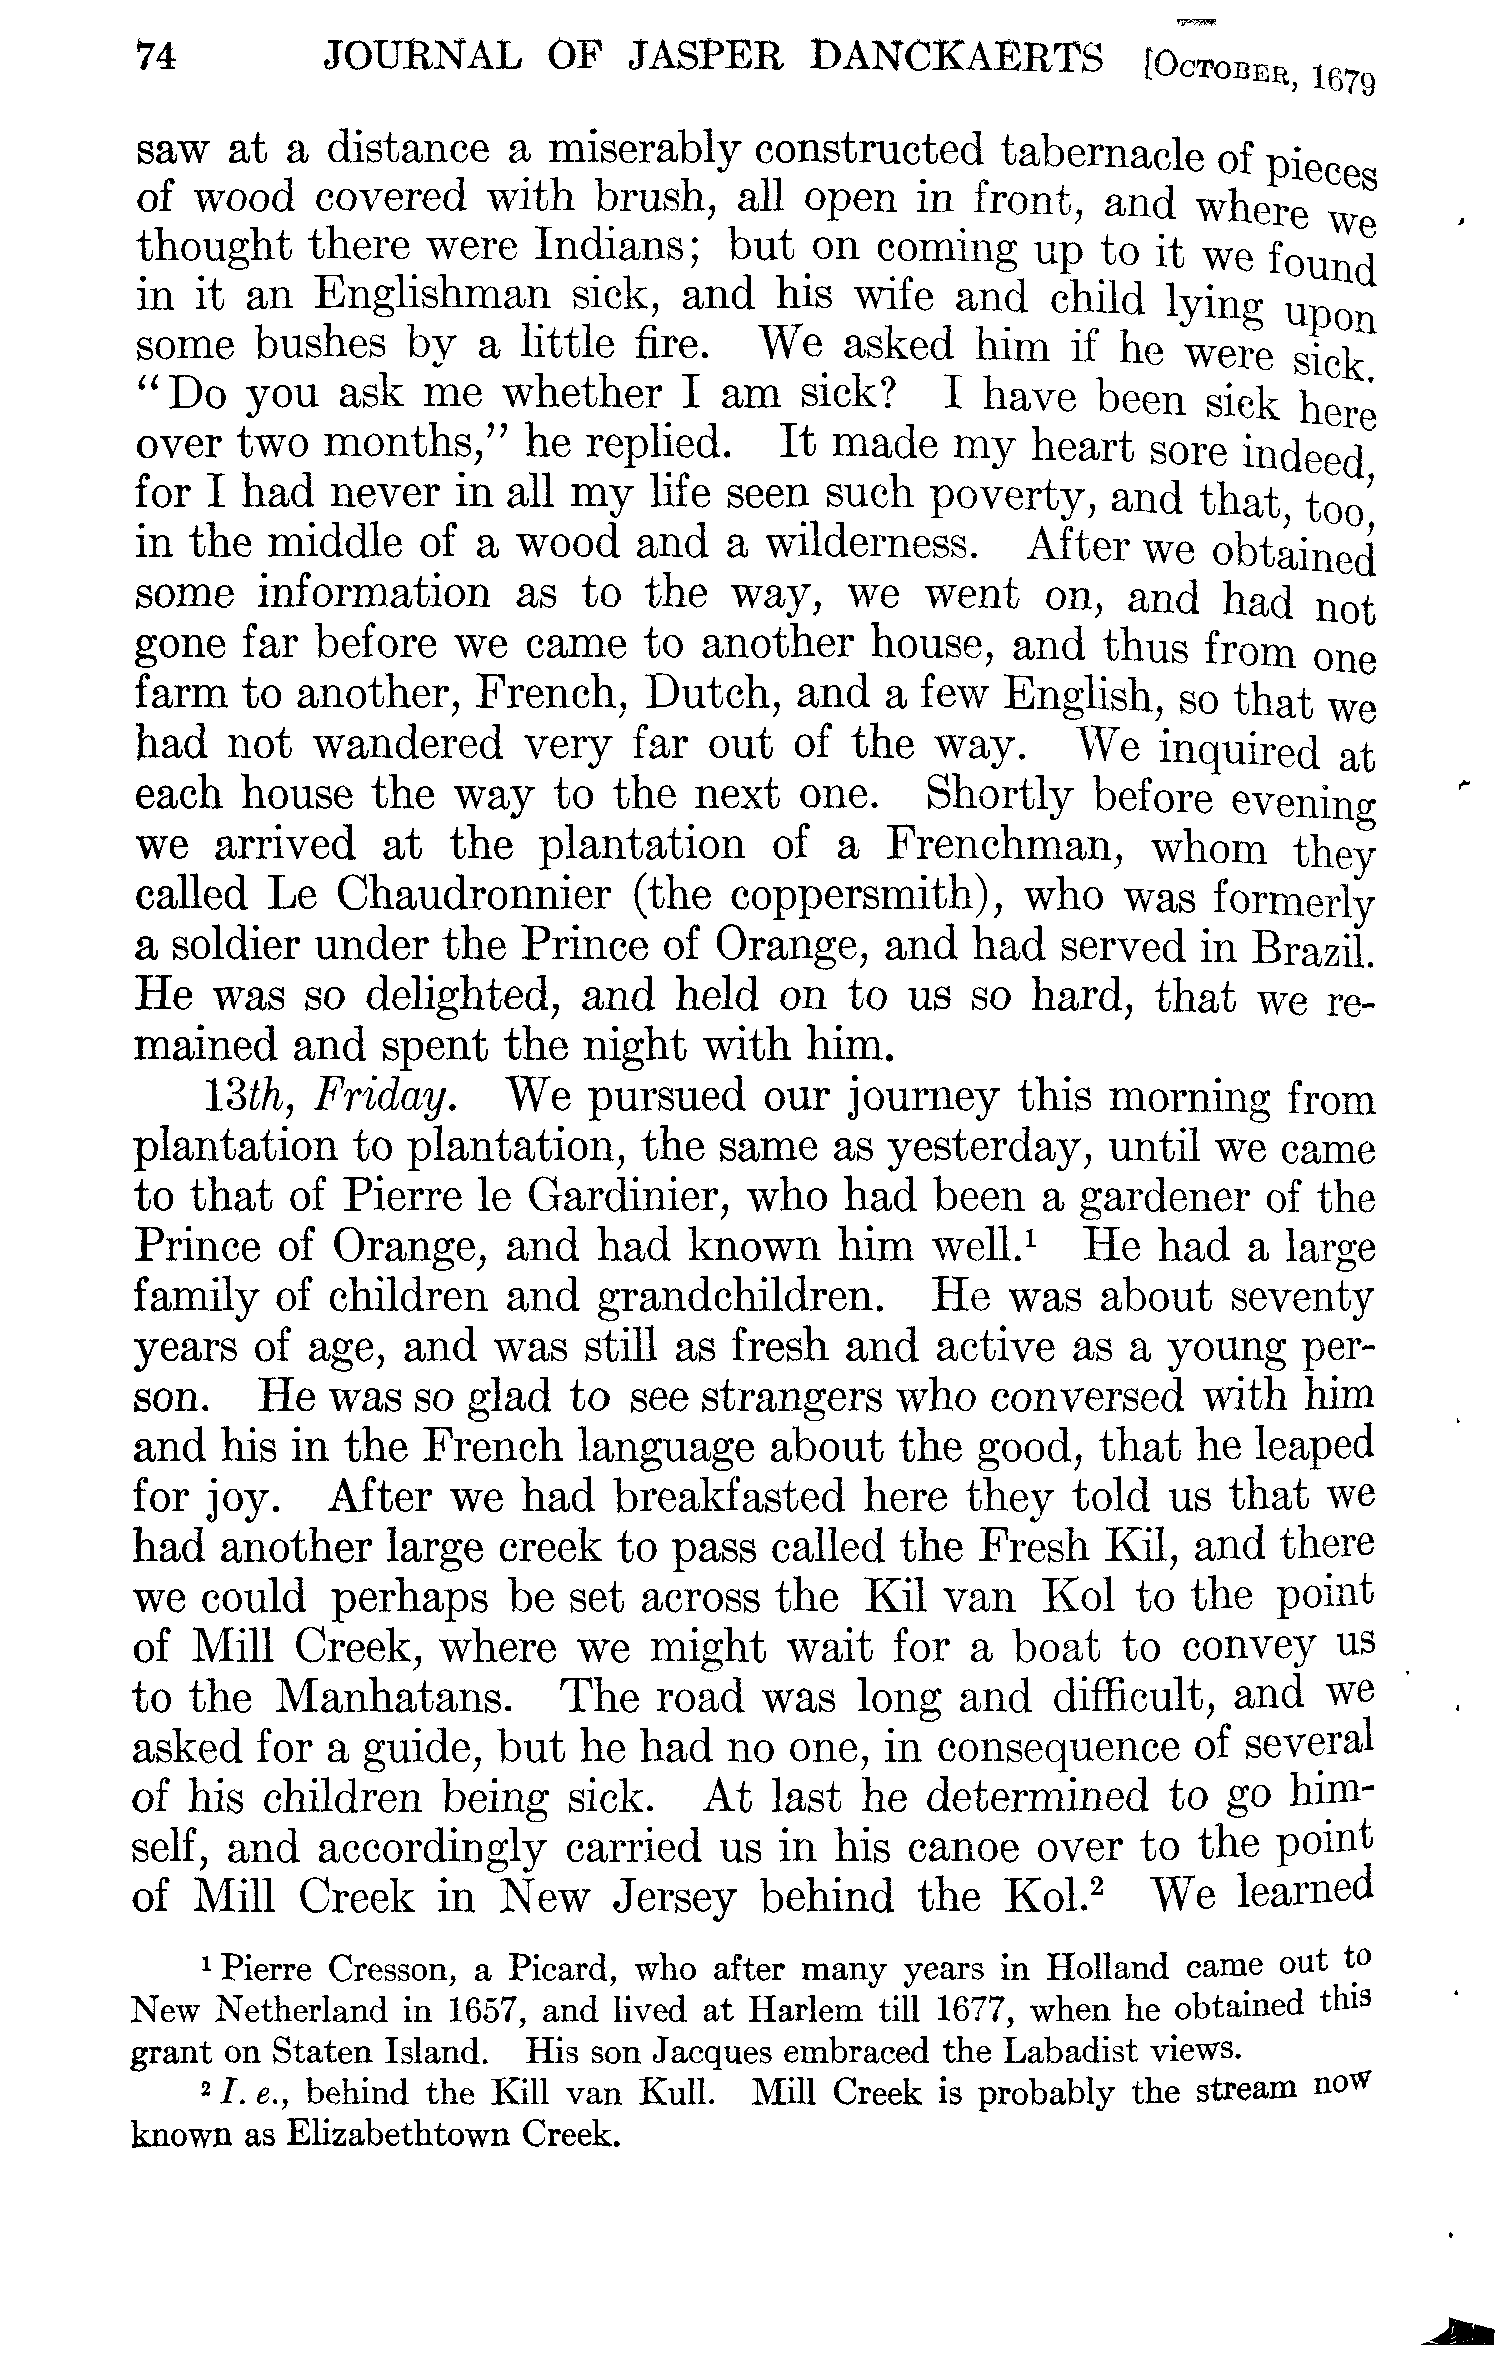 74 JOURNAL OF JASPER DANCKAERTS [OCTOBER, 1679
saw at a distance a miserably constructed tabernacle of pieces
of wood covered with brush, all open in front, and where we
thought there were Indians; but on coming up to it we found
in it an Englishman sick, and his wife and child lying upon
some bushes by a little fire. We asked him if he were sick.
“Do you ask me whether I am sick? I have been sick here
over two months,” he replied. It made my heart sore indeed,
for I had never in all my life seen such poverty, and that, too,
in the middle of a wood and a wilderness. After we obtained
some information as to the way, we went on, and had not
gone far before we came to another house, and thus from one
farm to another, French, Dutch, and a few English, so that we
had not wandered very far out of the way. We inquired at
each house the way to the next one. Shortly before evening
we arrived at the plantation of a Frenchman, whom they
called Le Chaudronnier (the coppersmith), who was formerly
a soldier under the Prince of Orange, and had served in Brazil.
He was so delighted, and held on to us so hard, that we re-
mained and spent the night with him.
13th, Friday. We pursued our journey this morning from
plantation to plantation, the same as yesterday, until we came
to that of Pierre le Gardinier, who had been a gardener of the
Prince of Orange, and had known him well.¹ He had a large
family of children and grandchildren. He was about seventy
years of age, and was still as fresh and active as a young per-
son. He was so glad to see strangers who conversed with him
and his in the French language about the good, that he leaped
for joy. After we had breakfasted here they told us that we
had another large creek to pass called the Fresh Kil, and there
we could perhaps be set across the Kil van Kol to the point
of Mill Creek, where we might wait for a boat to convey us
to the Manhatans. The road was long and difficult, and we
asked for a guide, but he had no one, in consequence of several
of his children being sick. At last he determined to go him-
self, and accordingly carried us in his canoe over to the point
of Mill Creek in New Jersey behind the Kol.² We learned
¹ Pierre Cresson, a Picard, who after many years in Holland came out to
New Netherland in 1657, and lived at Harlem till 1677, when he obtained this
grant on Staten Island. His son Jacques embraced the Labadist views.
² I. e., behind the Kill van Kull. Mill Creek is probably the stream now
known as Elizabethtown Creek.